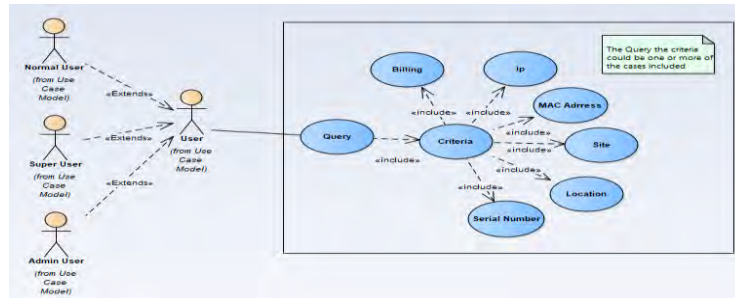 Normal User
(from Use
Case
Model)
«Extends»
Super User
(from Use
Case
Model)
«Extends»
Admin User
(from Use
Case
Model)
«Extends»
User
(from Use
Case
Model)
Query
«include»
Criteria
«include»
Billing
«include»
Ip
«include»
MAC Adrress
«include»
Site
«include»
Location
«include»
Serial Number
The Query the criteria
could be one or more of
the cases included